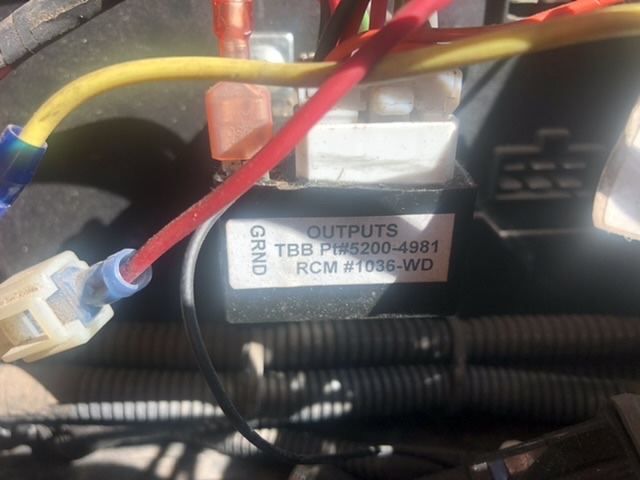 OUTPUTS
GRND
TBB Pt#5200-4981
RCM #1036-WD